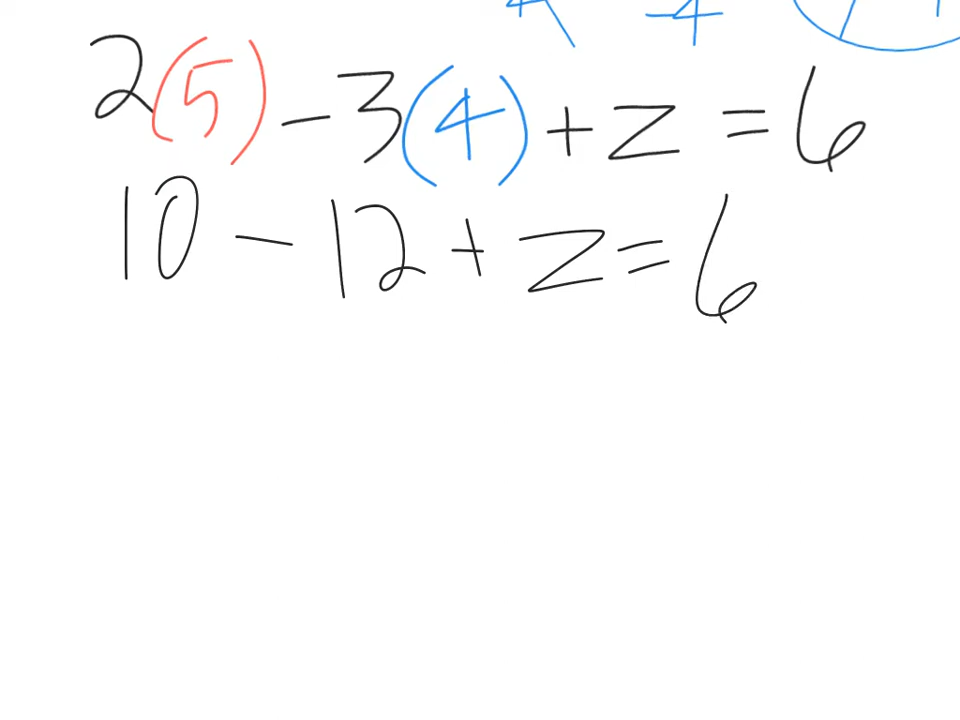 2(5) - 3(4) + z = 6
10 - 12 + z = 6